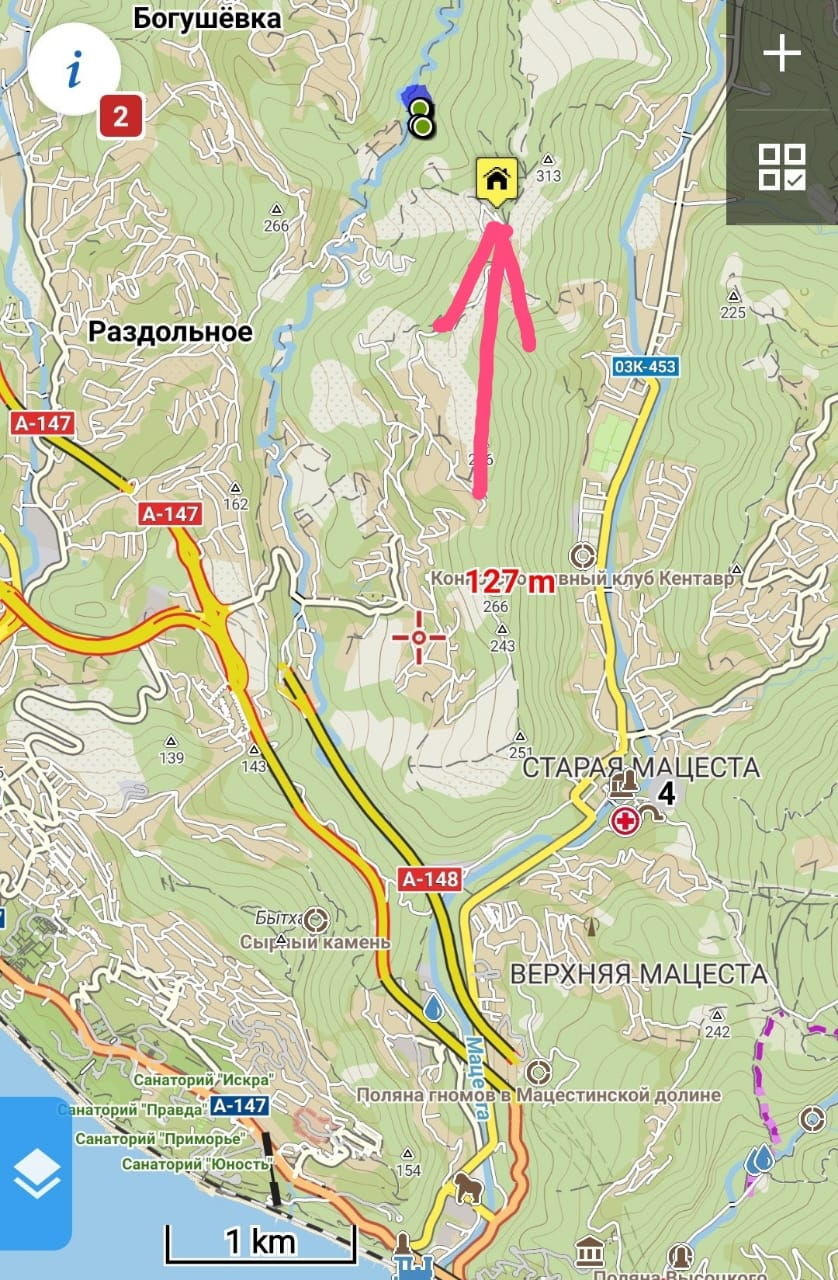 Богушёвка
i
2
313
266
225
Раздольное
03К-453
А-147
162
А-147
127 m
266
243
251
139
143
СТАРАЯ МАЦЕСТА
4
А-148
Бытха
Сырный камень
ВЕРХНЯЯ МАЦЕСТА
242
Мацеста
Санаторий "Искра"
Поляна гномов в Мацестинской долине
Санаторий "Правда"
А-147
Санаторий "Приморье"
Санаторий "Юность"
154
1 km